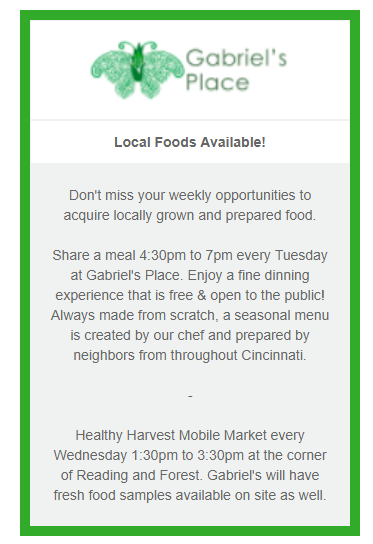 Gabriel's
Place
Local Foods Available!
Don't miss your weekly opportunities to
acquire locally grown and prepared food.
Share a meal 4:30pm to 7pm every Tuesday
at Gabriel's Place. Enjoy a fine dinning
experience that is free & open to the public!
Always made from scratch, a seasonal menu
is created by our chef and prepared by
neighbors from throughout Cincinnati.
-
Healthy Harvest Mobile Market every
Wednesday 1:30pm to 3:30pm at the corner
of Reading and Forest. Gabriel's will have
fresh food samples available on site as well.